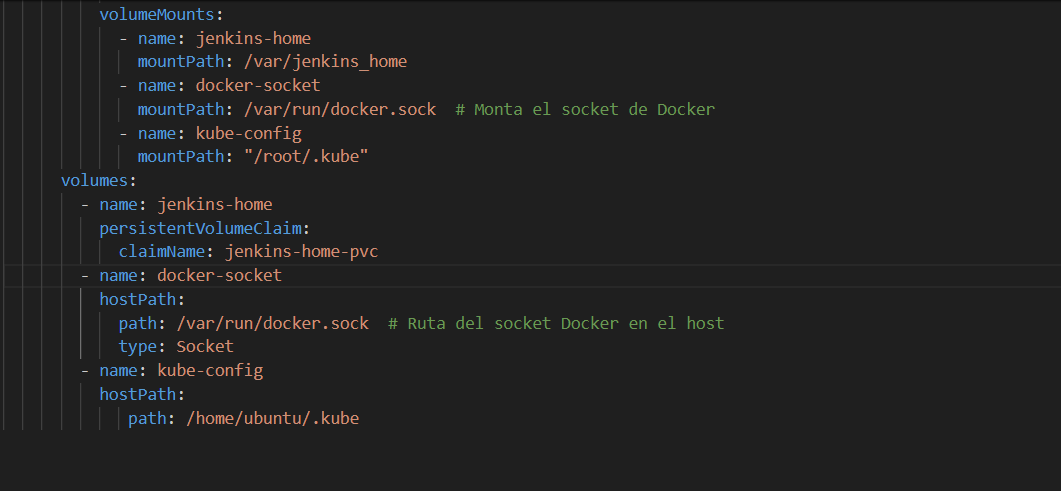 volumeMounts:
- name: jenkins-home
mountPath: /var/jenkins_home
- name: docker-socket
mountPath: /var/run/docker.sock  # Monta el socket de Docker
- name: kube-config
mountPath: "/root/.kube"
volumes:
- name: jenkins-home
persistentVolumeClaim:
claimName: jenkins-home-pvc
- name: docker-socket
hostPath:
path: /var/run/docker.sock  # Ruta del socket Docker en el host
type: Socket
- name: kube-config
hostPath:
path: /home/ubuntu/.kube